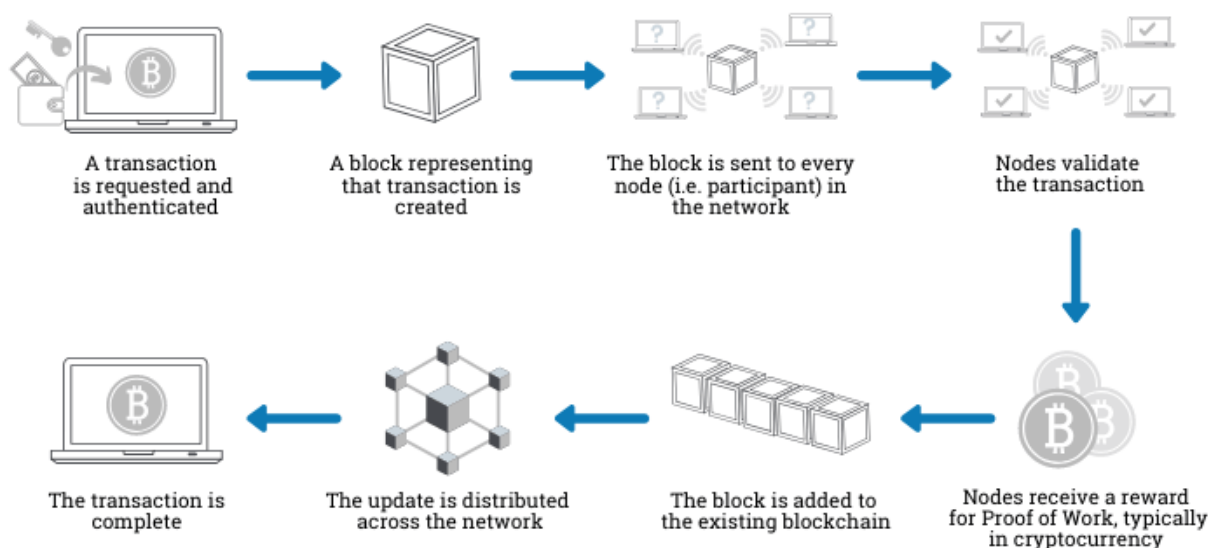 A transaction
is requested and
authenticated
A block representing
that transaction is
created
The block is sent to every
node (i.e. participant) in
the network
Nodes validate
the transaction
Nodes receive a reward
for Proof of Work, typically
in cryptocurrency
The block is added to
the existing blockchain
The update is distributed
across the network
The transaction is
complete